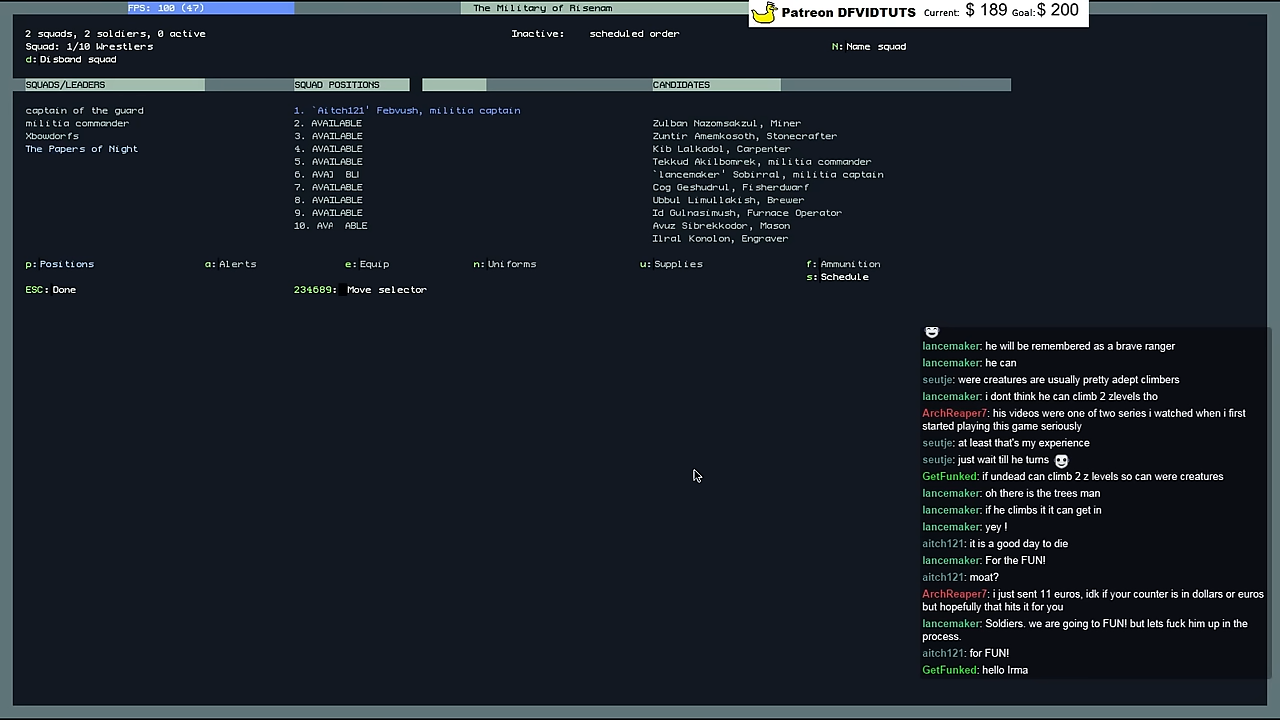 FPS: 100 (47)
The Military of Risenam
Patreon DFVIDTUTS Current: $ 189 Goal: $ 200
2 squads, 2 soldiers, 0 active
Inactive: scheduled order
Squad: 1/10 Wrestlers
N: Name squad
d: Disband squad
SQUADS/LEADERS
SQUAD POSITIONS
CANDIDATES
captain of the guard
militia commander
Xbowdorfs
The Papers of Night
1. `Aitch121' Febvush, militia captain
2. AVAILABLE
3. AVAILABLE
4. AVAILABLE
5. AVAILABLE
6. AVAI BLI
7. AVAILABLE
8. AVAILABLE
9. AVAILABLE
10. AVA ABLE
Zulban Nazomsakzul, Miner
Zuntir Amemkosoth, Stonecrafter
Kib Lalkadol, Carpenter
Tekkud Akilbomrek, militia commander
`lancemaker' Sobirral, militia captain
Cog Geshudrul, Fisherdwarf
Ubbul Limullakish, Brewer
Id Gulnasimush, Furnace Operator
Avuz Sibrekkodor, Mason
Ilral Konolon, Engraver
p: Positions
a: Alerts
e: Equip
n: Uniforms
u: Supplies
f: Ammunition
s: Schedule
ESC: Done
234689: Move selector
lancemaker: he will be remembered as a brave ranger
lancemaker: he can
seutje: were creatures are usually pretty adept climbers
lancemaker: i dont think he can climb 2 zlevels tho
ArchReaper7: his videos were one of two series i watched when i first
started playing this game seriously
seutje: at least that's my experience
seutje: just wait till he turns
GetFunked: if undead can climb 2 z levels so can were creatures
lancemaker: oh there is the trees man
lancemaker: if he climbs it it can get in
lancemaker: yey !
aitch121: it is a good day to die
lancemaker: For the FUN!
aitch121: moat?
ArchReaper7: i just sent 11 euros, idk if your counter is in dollars or euros
but hopefully that hits it for you
lancemaker: Soldiers. we are going to FUN! but lets fuck him up in the
process.
aitch121: for FUN!
GetFunked: hello Irma